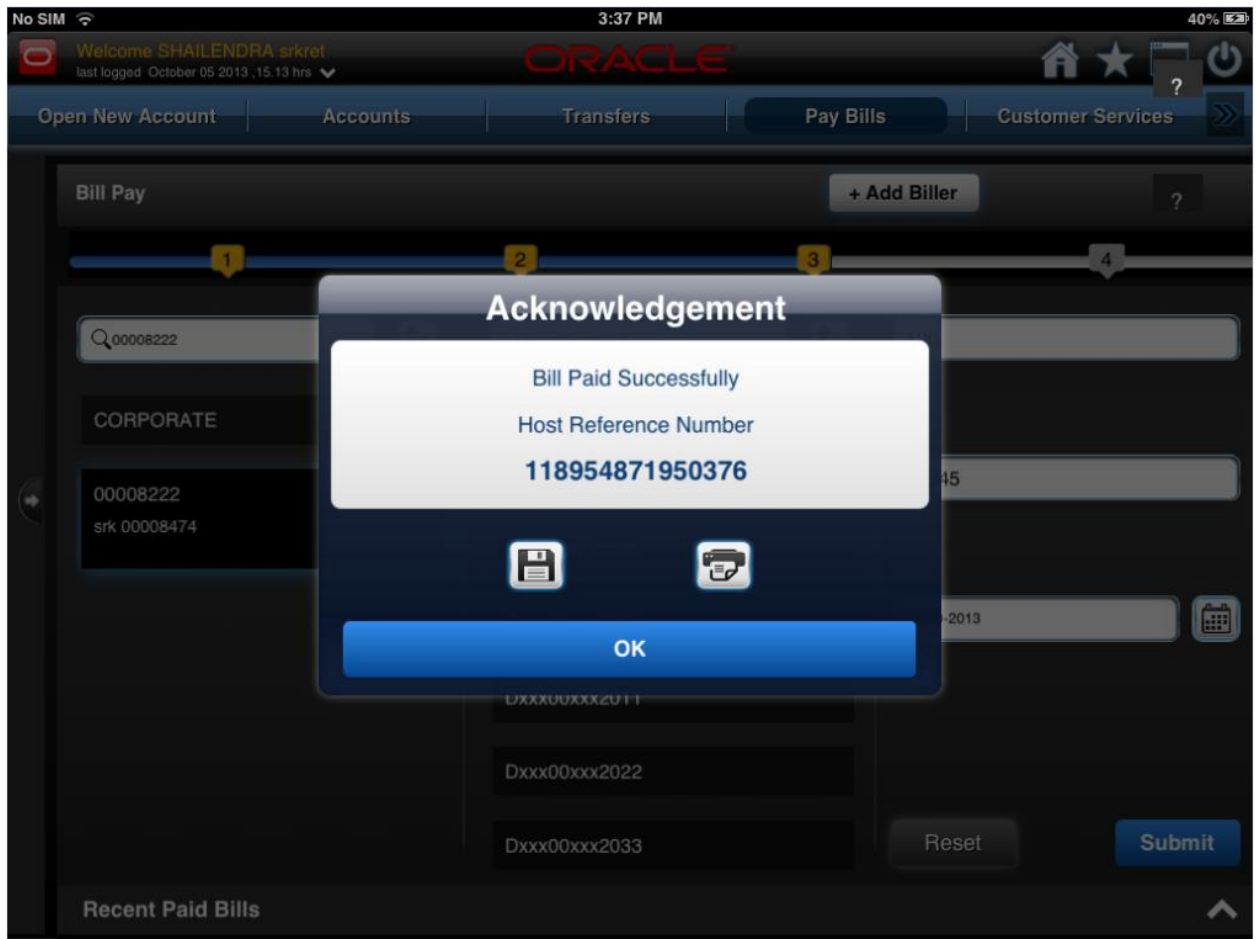 No SIM 3:37 PM 40%
Welcome SHAILENDRA srkret
last logged October 05 2013 ,15.13 hrs
ORACLE
?
Open New Account Accounts Transfers Pay Bills Customer Services
Bill Pay + Add Biller ?
1 2 3 4
00008222
CORPORATE
00008222
srk 00008474
Acknowledgement
Bill Paid Successfully
Host Reference Number
118954871950376
OK
45
-2013
Dxxx00xxx2011
Dxxx00xxx2022
Dxxx00xxx2033
Reset Submit
Recent Paid Bills